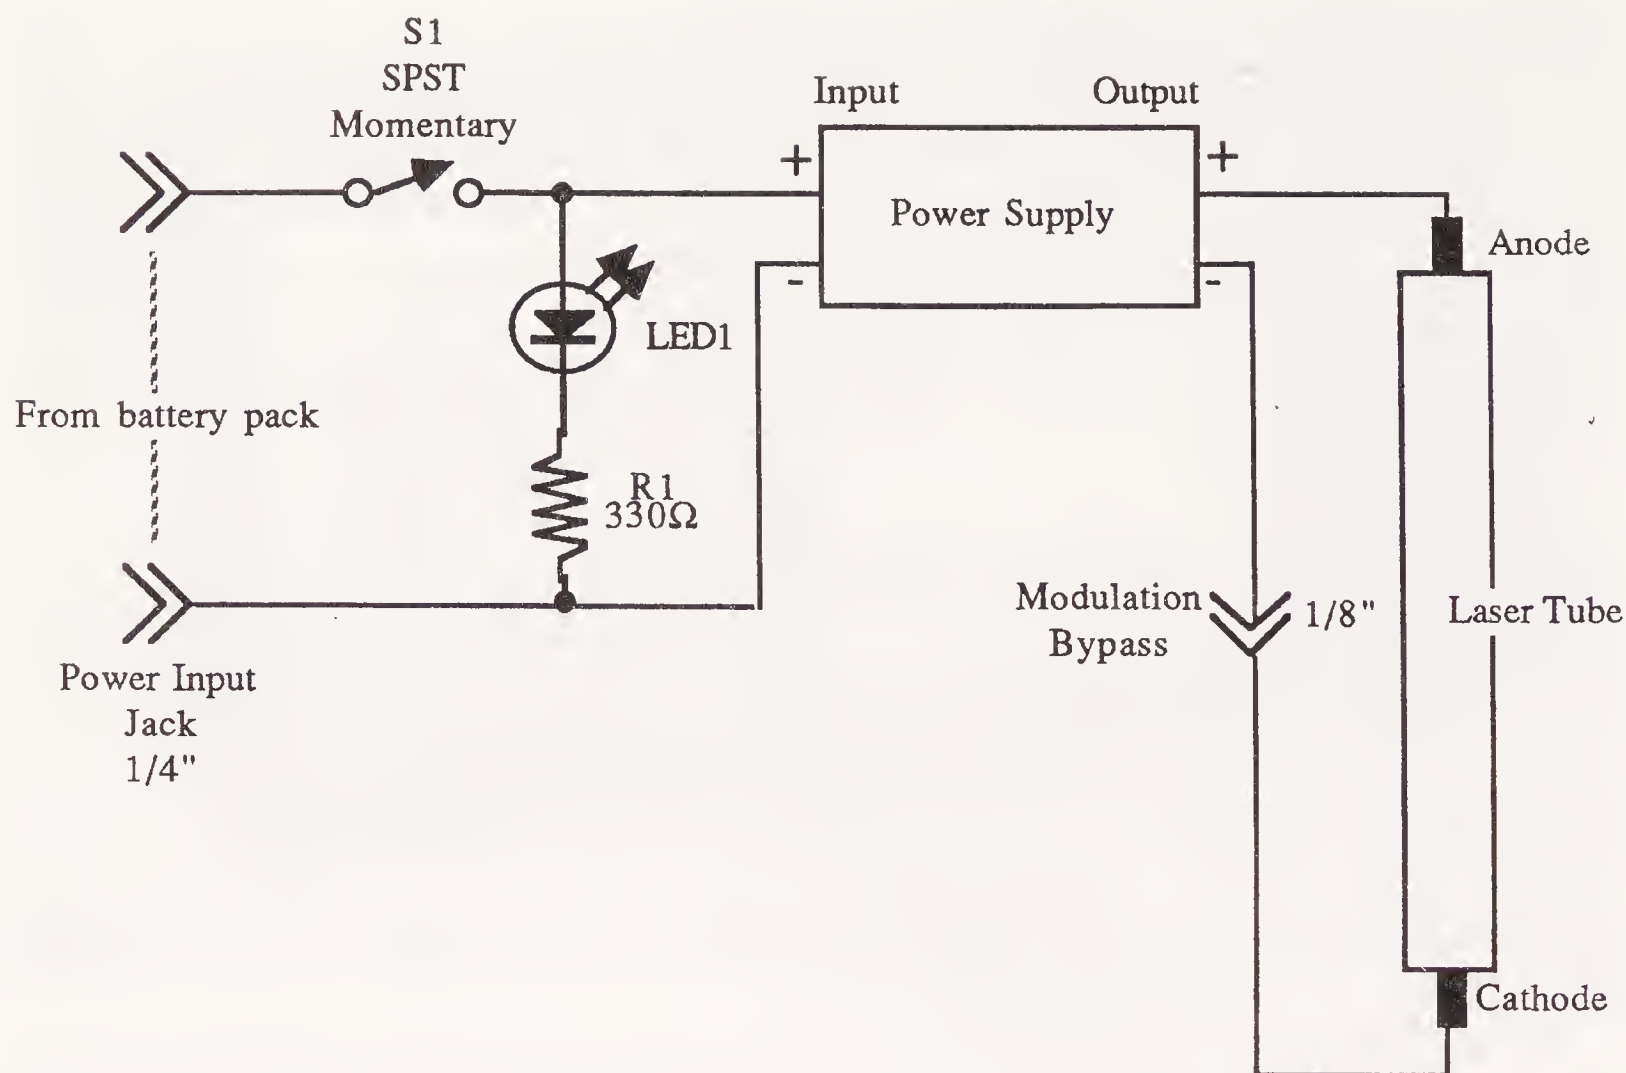 S1
SPST
Momentary
Input
Output
+
+
Power Supply
-
-
Anode
LED1
From battery pack
R1
330Ω
Modulation
Bypass
1/8"
Laser Tube
Power Input
Jack
1/4"
Cathode